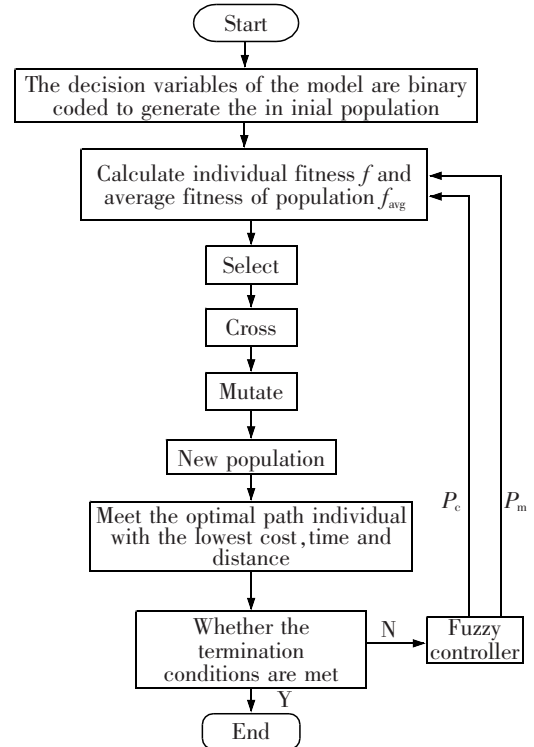 Start
The decision variables of the model are binary
coded to generate the in inial population
Calculate individual fitness f and
average fitness of population f_avg
Select
Cross
Mutate
New population
Meet the optimal path individual
with the lowest cost,time and
distance
P_c
P_m
Whether the
termination
conditions are met
N
Fuzzy
controller
Y
End